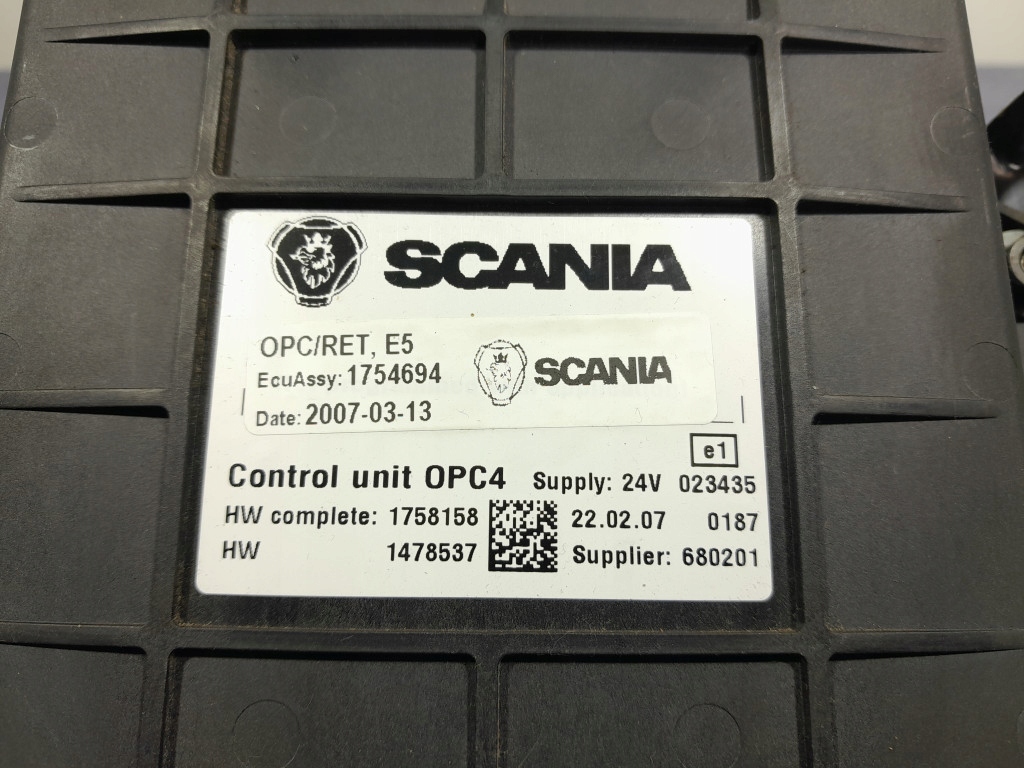 SCANIA
OPC/RET, E5
EcuAssy: 1754694
SCANIA
Date: 2007-03-13
e1
Control unit OPC4 Supply: 24V 023435
HW complete: 1758158 22.02.07 0187
HW 1478537 Supplier: 680201